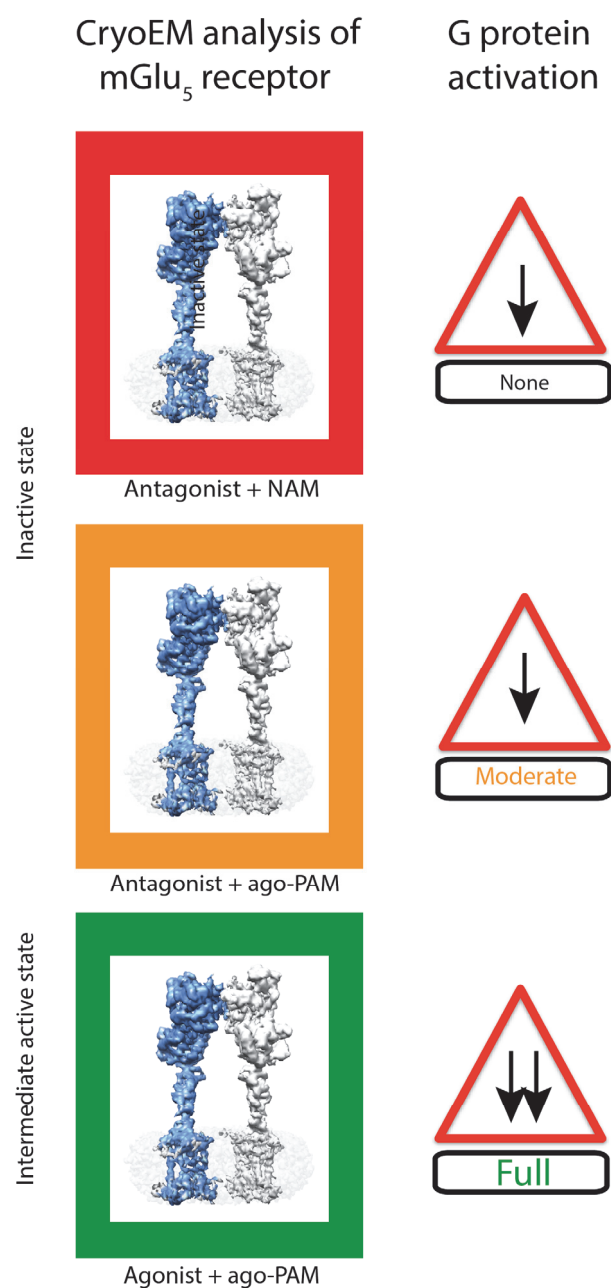 CryoEM analysis of
mGlu₅ receptor
G protein
activation
Inactive state
Inactive state
None
Antagonist + NAM
Moderate
Antagonist + ago-PAM
Intermediate active state
Full
Agonist + ago-PAM